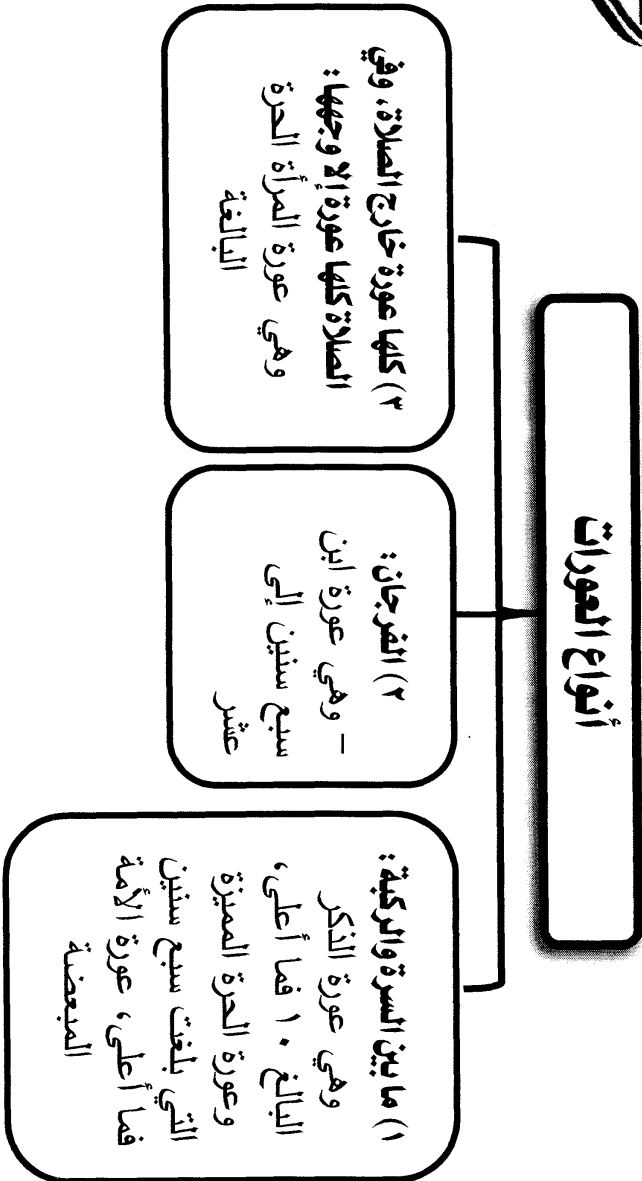 أنواع العورات
١) ما بين السرة والركبة:
وهي عورة الذكر
البالغ ١٠ فما أعلى،
وعورة الحرة المميزة
التي بلغت سبع سنين
فما أعلى، عورة الأمة
المبعضة
٢) الفرجان:
– وهي عورة ابن
سبع سنين إلى
عشر
٣) كلها عورة خارج الصلاة، وفي
الصلاة كلها عورة إلا وجهها:
وهي عورة المرأة الحرة
البالغة